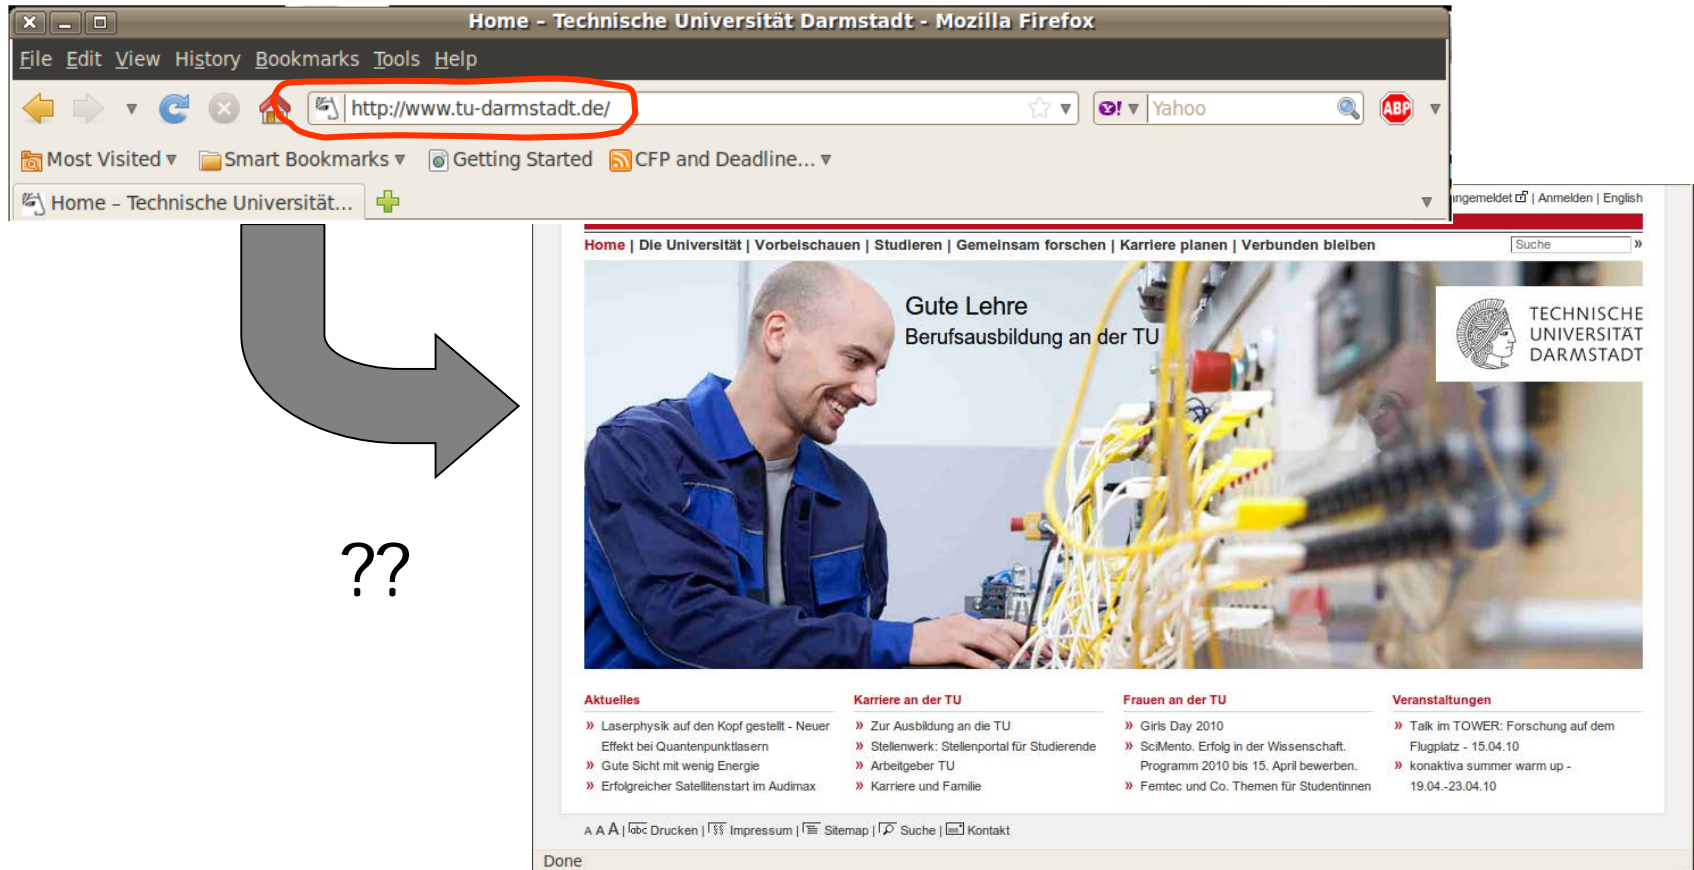 Home – Technische Universität Darmstadt - Mozilla Firefox
File Edit View History Bookmarks Tools Help
http://www.tu-darmstadt.de/
Yahoo
ABP
Most Visited Smart Bookmarks Getting Started CFP and Deadline...
Home – Technische Universität...
ngemeldet | Anmelden | English
Home | Die Universität | Vorbeischauen | Studieren | Gemeinsam forschen | Karriere planen | Verbunden bleiben
Suche »
Gute Lehre
Berufsausbildung an der TU
TECHNISCHE
UNIVERSITÄT
DARMSTADT
??
Aktuelles
» Laserphysik auf den Kopf gestellt - Neuer
Effekt bei Quantenpunktlasern
» Gute Sicht mit wenig Energie
» Erfolgreicher Satellitenstart im Audimax
Karriere an der TU
» Zur Ausbildung an die TU
» Stellenwerk: Stellenportal für Studierende
» Arbeitgeber TU
» Karriere und Familie
Frauen an der TU
» Girls Day 2010
» SciMento. Erfolg in der Wissenschaft.
Programm 2010 bis 15. April bewerben.
» Femtec und Co. Themen für Studentinnen
Veranstaltungen
» Talk im TOWER: Forschung auf dem
Flugplatz - 15.04.10
» konaktiva summer warm up -
19.04.-23.04.10
A A A | abc Drucken | §§ Impressum | Sitemap | Suche | Kontakt
Done